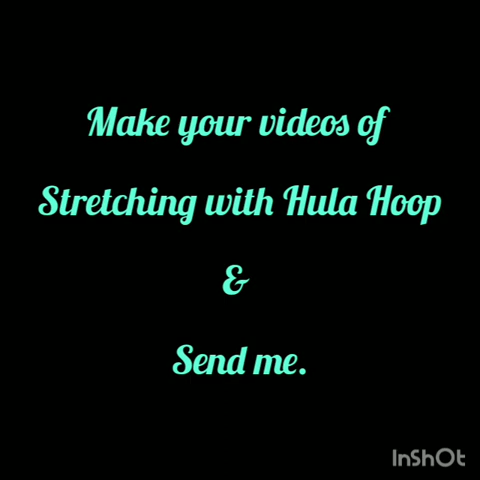 Make your videos of
Stretching with Hula Hoop
&
Send me.
InShOt